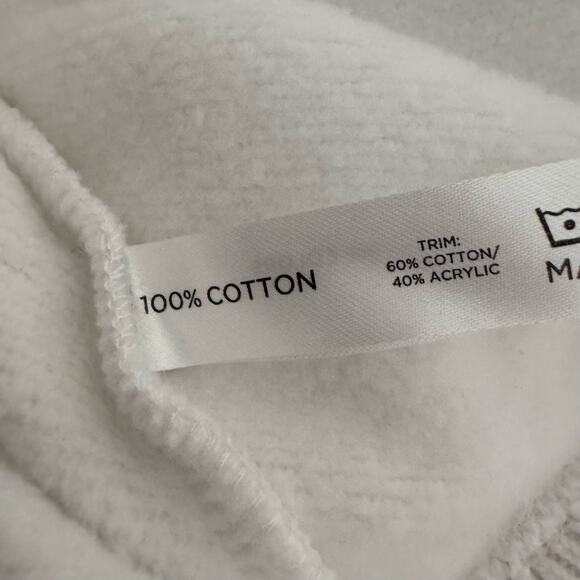 100% COTTON
TRIM:
60% COTTON/
40% ACRYLIC
MA